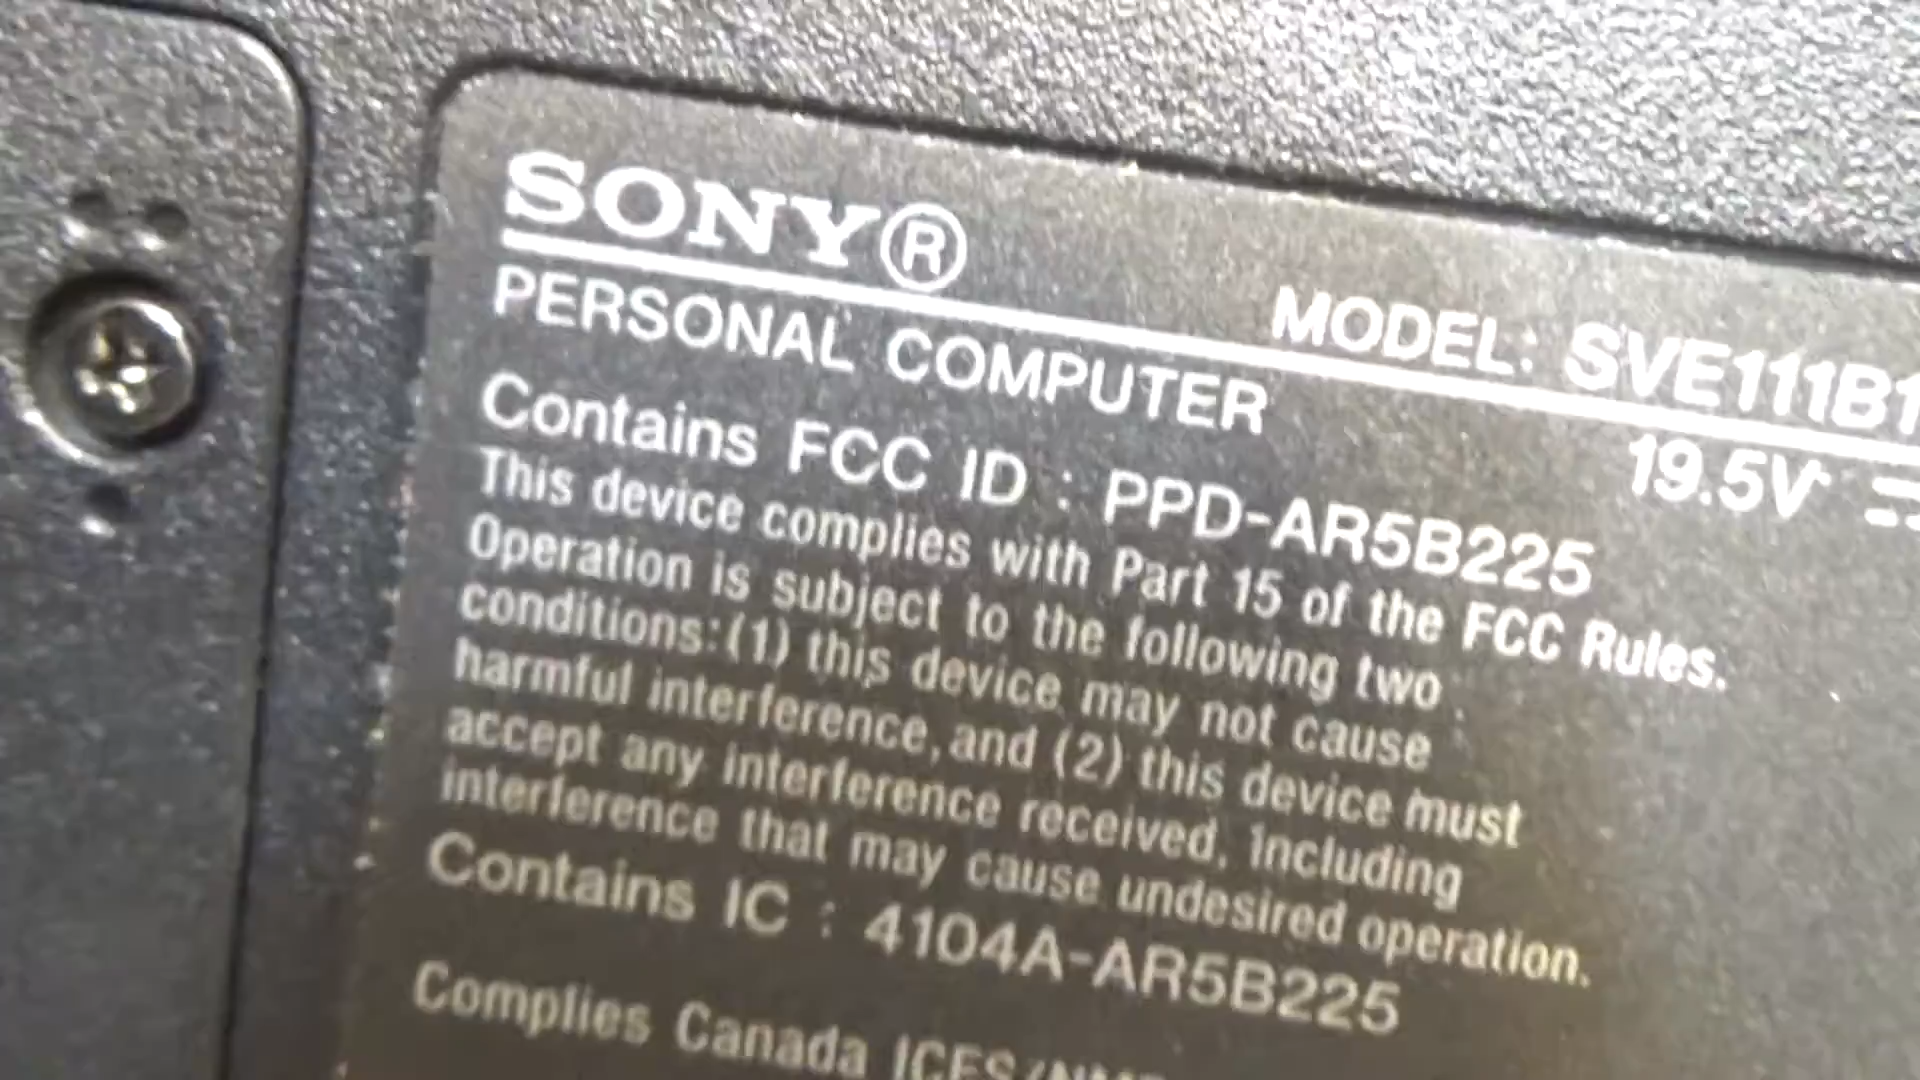 SONY®
MODEL: SVE111B1
PERSONAL COMPUTER
19.5V ⎓
Contains FCC ID : PPD-AR5B225
This device complies with Part 15 of the FCC Rules.
Operation is subject to the following two
conditions:(1) this device may not cause
harmful interference, and (2) this device must
accept any interference received, including
interference that may cause undesired operation.
Contains IC : 4104A-AR5B225
Complies Canada ICES/NM